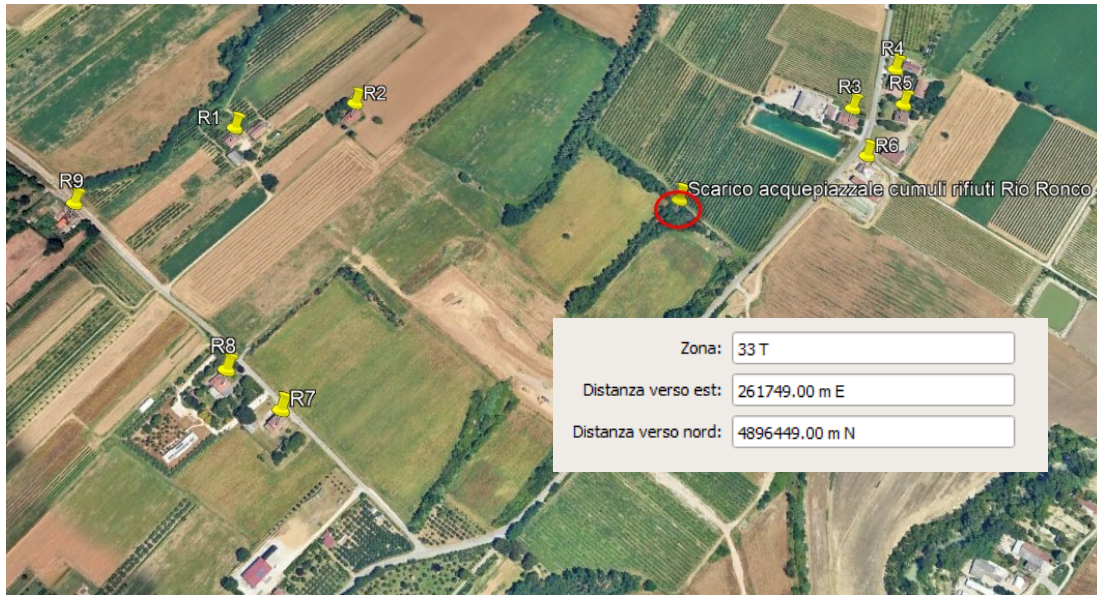 R4
R2
R5
R3
R1
R6
R9
Scarico acquepiazzale cumuli rifiuti Rio Ronco
R8
R7
Zona: 33 T
Distanza verso est: 261749.00 m E
Distanza verso nord: 4896449.00 m N